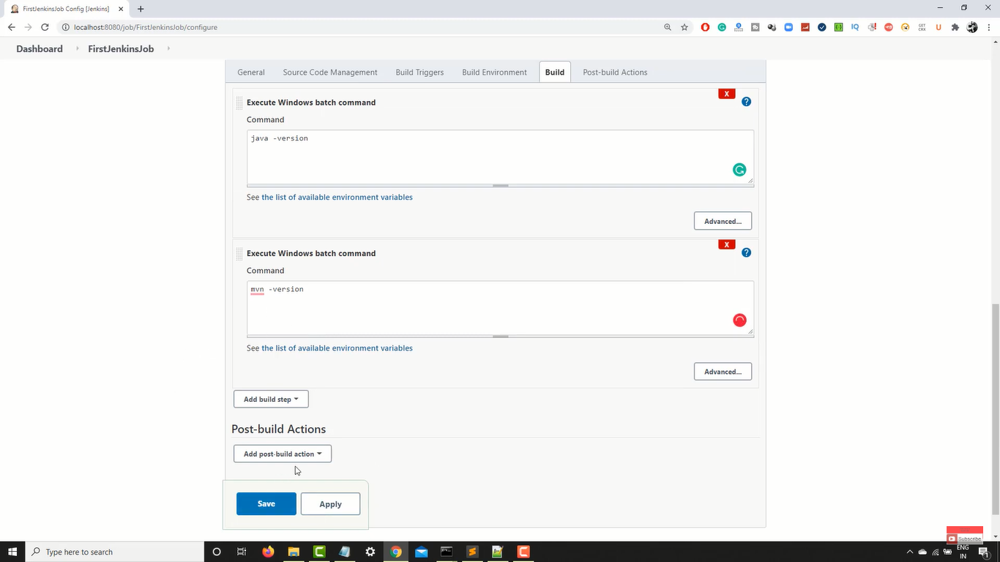 FirstJenkinsJob Config [Jenkins]
localhost:8080/job/FirstJenkinsJob/configure
Dashboard FirstJenkinsJob
General Source Code Management Build Triggers Build Environment Build Post-build Actions
X
Execute Windows batch command ?
Command
java -version
See the list of available environment variables
Advanced...
X
Execute Windows batch command ?
Command
mvn -version
See the list of available environment variables
Advanced...
Add build step
Post-build Actions
Add post-build action
Save Apply
Subscribe
Type here to search
ENG
IN